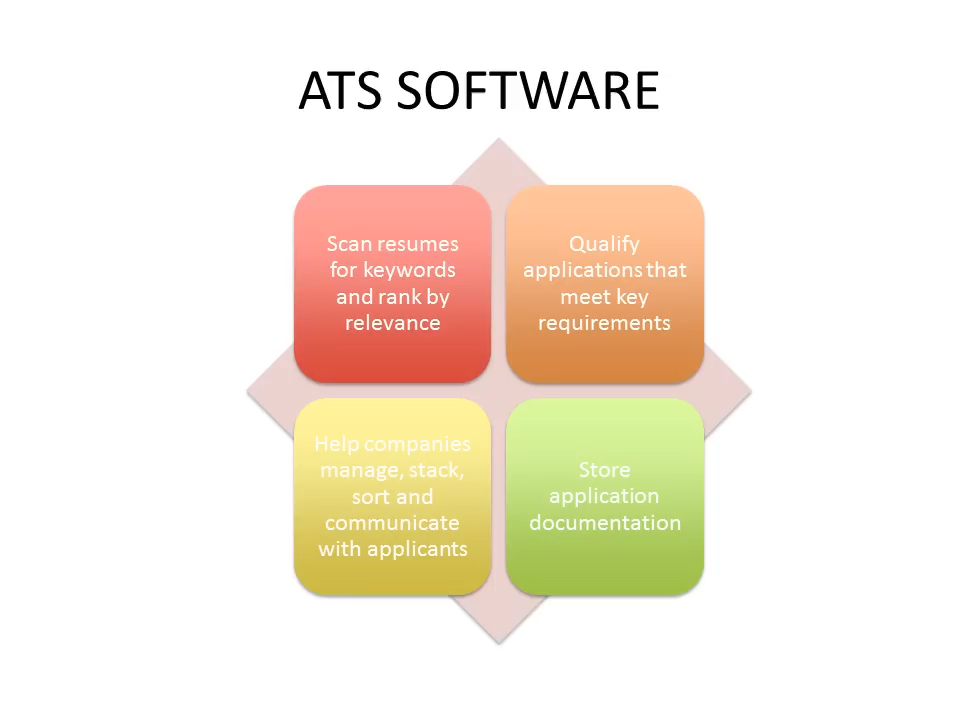 ATS SOFTWARE
Scan resumes
for keywords
and rank by
relevance
Qualify
applications that
meet key
requirements
Help companies
manage, stack,
sort and
communicate
with applicants
Store
application
documentation